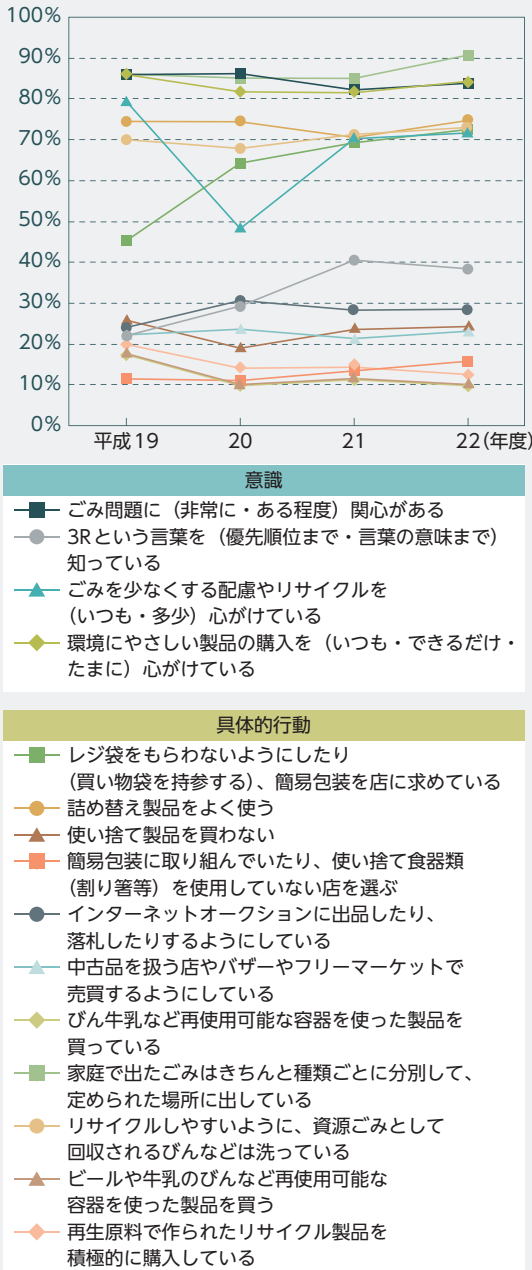 100%
90%
80%
70%
60%
50%
40%
30%
20%
10%
0%
平成19 20 21 22(年度)
意識
ごみ問題に（非常に・ある程度）関心がある
3Rという言葉を（優先順位まで・言葉の意味まで）
知っている
ごみを少なくする配慮やリサイクルを
（いつも・多少）心がけている
環境にやさしい製品の購入を（いつも・できるだけ・
たまに）心がけている
具体的行動
レジ袋をもらわないようにしたり
（買い物袋を持参する）、簡易包装を店に求めている
詰め替え製品をよく使う
使い捨て製品を買わない
簡易包装に取り組んでいたり、使い捨て食器類
（割り箸等）を使用していない店を選ぶ
インターネットオークションに出品したり、
落札したりするようにしている
中古品を扱う店やバザーやフリーマーケットで
売買するようにしている
びん牛乳など再使用可能な容器を使った製品を
買っている
家庭で出たごみはきちんと種類ごとに分別して、
定められた場所に出している
リサイクルしやすいように、資源ごみとして
回収されるびんなどは洗っている
ビールや牛乳のびんなど再使用可能な
容器を使った製品を買う
再生原料で作られたリサイクル製品を
積極的に購入している